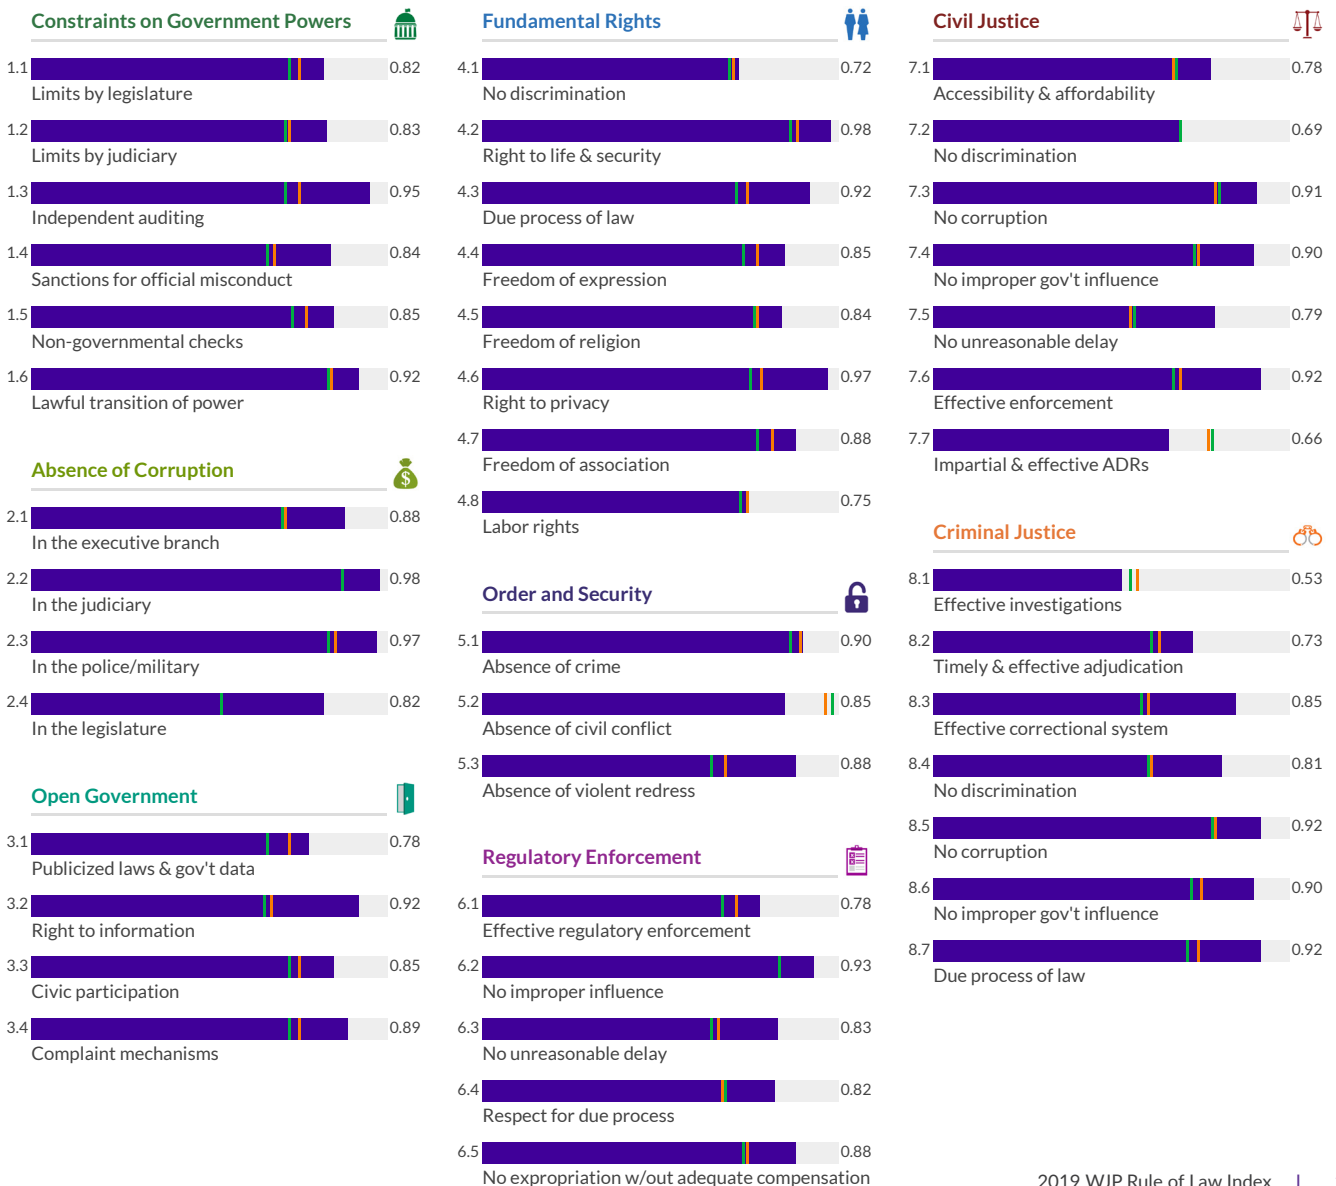 Constraints on Government Powers
1.1 0.82
Limits by legislature
1.2 0.83
Limits by judiciary
1.3 0.95
Independent auditing
1.4 0.84
Sanctions for official misconduct
1.5 0.85
Non-governmental checks
1.6 0.92
Lawful transition of power
Absence of Corruption
$
2.1 0.88
In the executive branch
2.2 0.98
In the judiciary
2.3 0.97
In the police/military
2.4 0.82
In the legislature
Open Government
3.1 0.78
Publicized laws & gov't data
3.2 0.92
Right to information
3.3 0.85
Civic participation
3.4 0.89
Complaint mechanisms
Fundamental Rights
4.1 0.72
No discrimination
4.2 0.98
Right to life & security
4.3 0.92
Due process of law
4.4 0.85
Freedom of expression
4.5 0.84
Freedom of religion
4.6 0.97
Right to privacy
4.7 0.88
Freedom of association
4.8 0.75
Labor rights
Order and Security
5.1 0.90
Absence of crime
5.2 0.85
Absence of civil conflict
5.3 0.88
Absence of violent redress
Regulatory Enforcement
6.1 0.78
Effective regulatory enforcement
6.2 0.93
No improper influence
6.3 0.83
No unreasonable delay
6.4 0.82
Respect for due process
6.5 0.88
No expropriation w/out adequate compensation
Civil Justice
7.1 0.78
Accessibility & affordability
7.2 0.69
No discrimination
7.3 0.91
No corruption
7.4 0.90
No improper gov't influence
7.5 0.79
No unreasonable delay
7.6 0.92
Effective enforcement
7.7 0.66
Impartial & effective ADRs
Criminal Justice
8.1 0.53
Effective investigations
8.2 0.73
Timely & effective adjudication
8.3 0.85
Effective correctional system
8.4 0.81
No discrimination
8.5 0.92
No corruption
8.6 0.90
No improper gov't influence
8.7 0.92
Due process of law
2019 WJP Rule of Law Index |